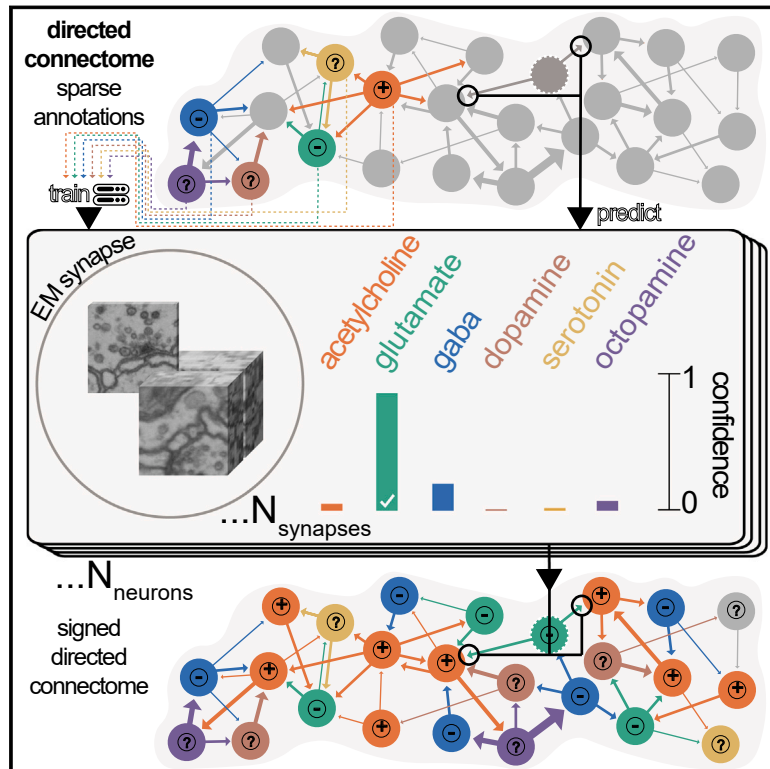 directed
connectome
sparse
annotations
?
+
-
-
?
?
train
predict
EM synapse
acetylcholine
glutamate
gaba
dopamine
serotonin
octopamine
1
confidence
0
...N synapses
...N neurons
signed
directed
connectome
+
?
-
-
+
-
?
?
+
-
+
+
-
?
?
-
-
+
-
?
?
+
+
-
?